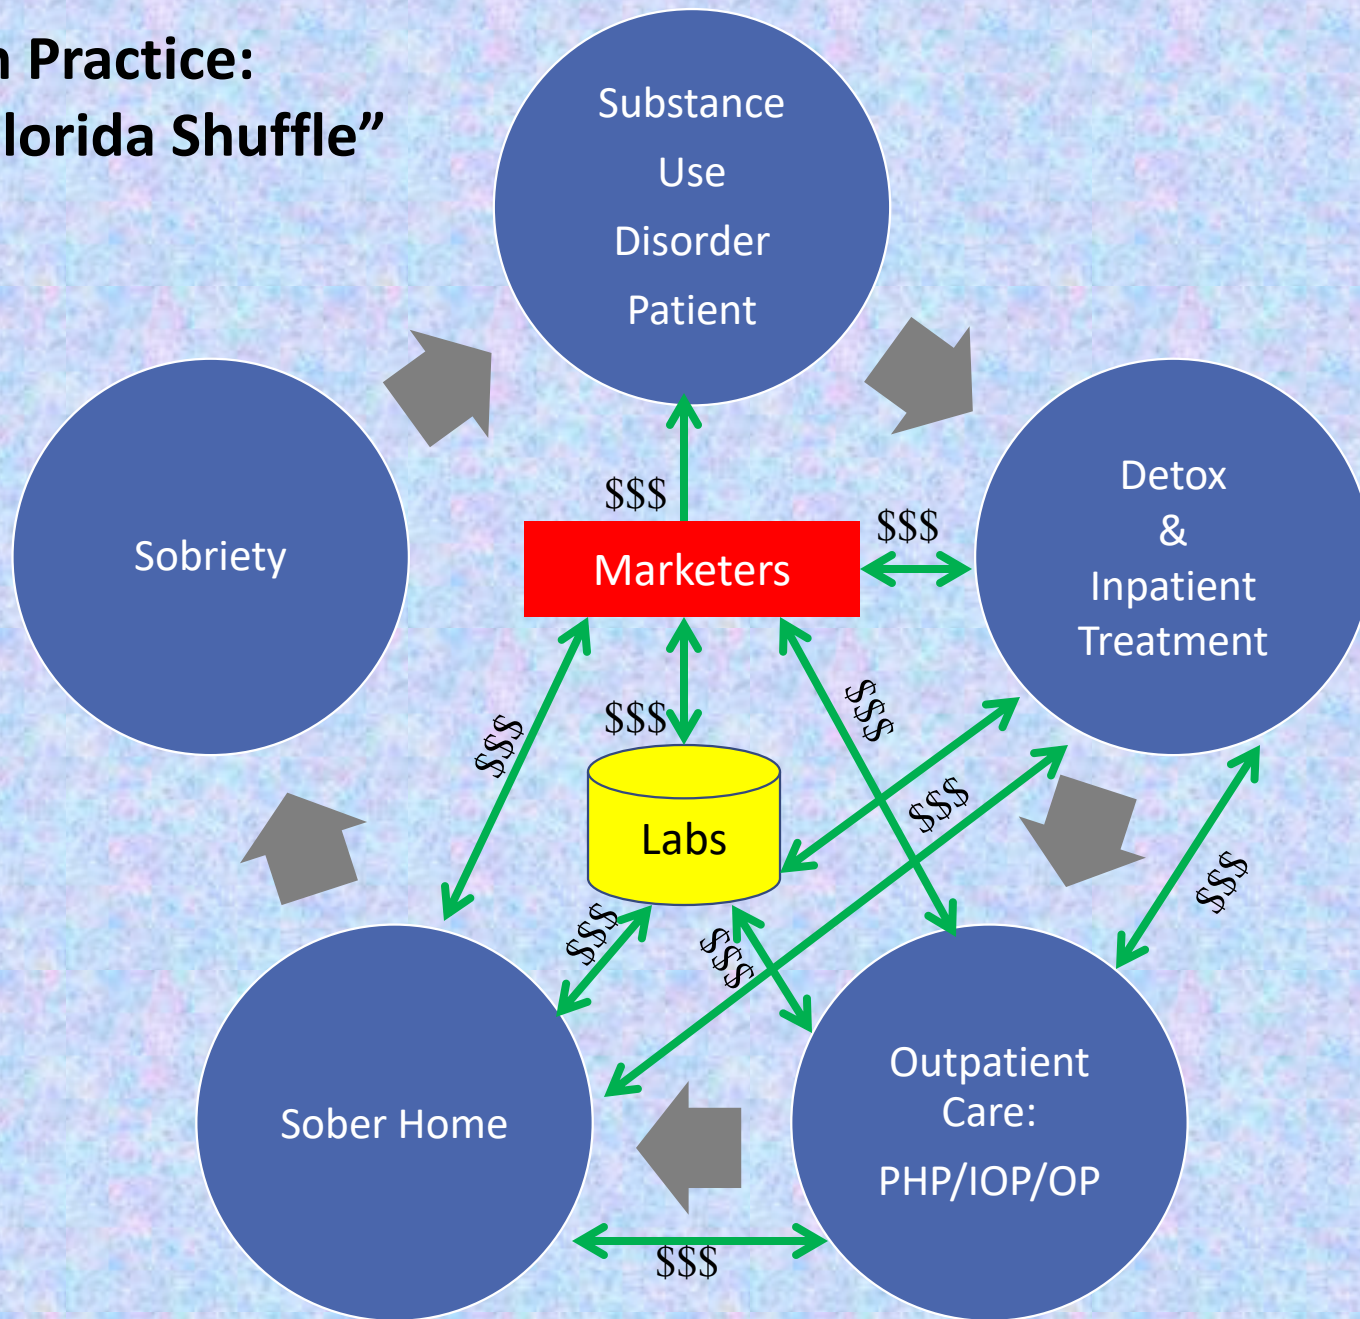 Practice:
Shuffle”
Substance
Use
Disorder
Patient
Sobriety
Detox
&
Inpatient
Treatment
$$$
$$$
Marketers
$$$
$$$
$$$
Labs
$$$
$$$
$$$
$$$
Sober Home
Outpatient
Care:
PHP/IOP/OP
$$$